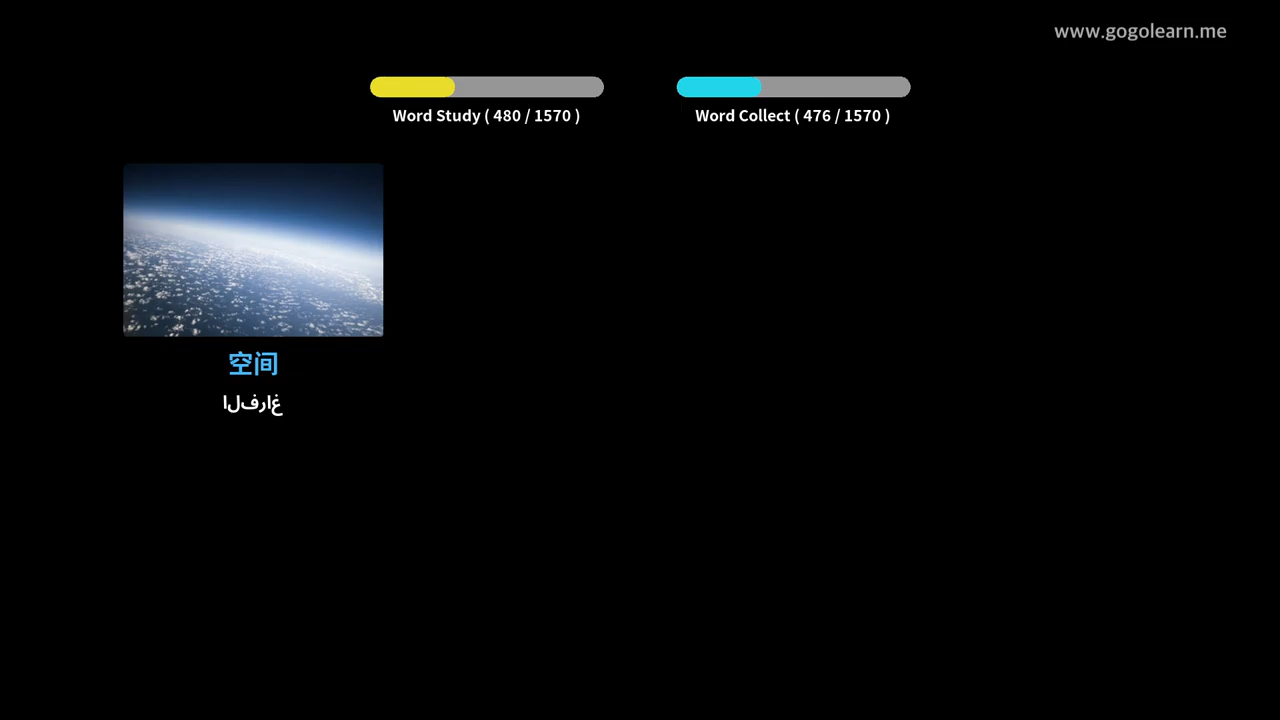 www.gogolearn.me
Word Study ( 480 / 1570 )
Word Collect ( 476 / 1570 )
空间
الفراغ